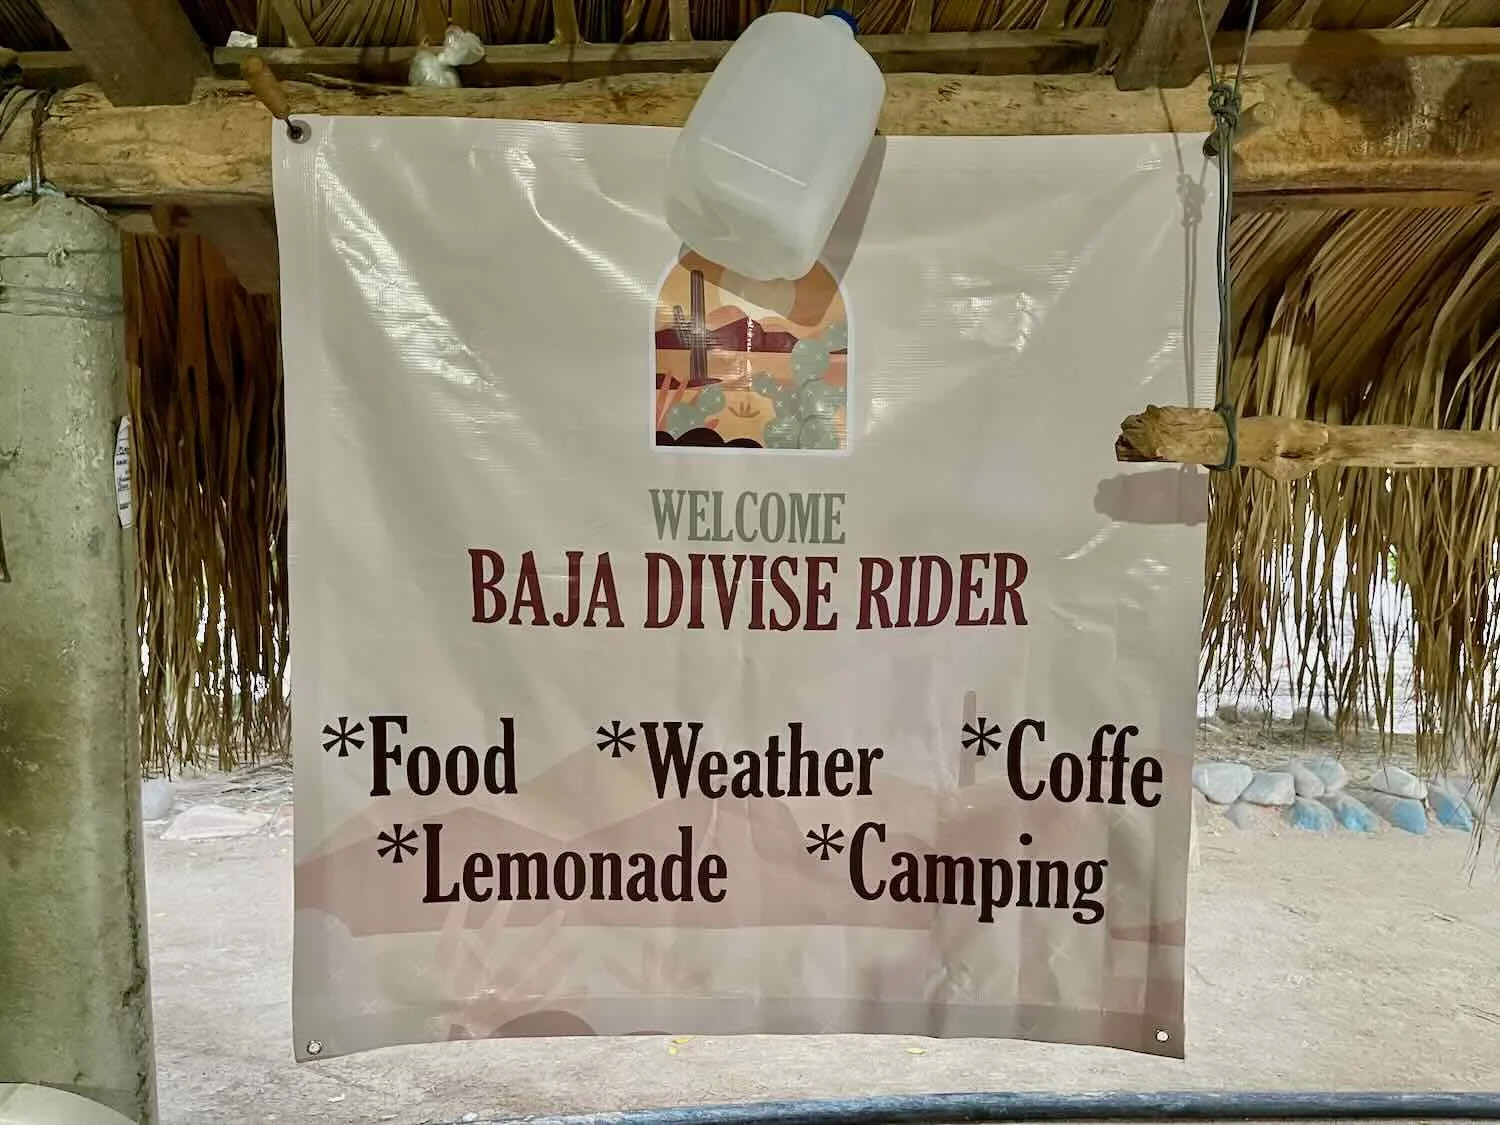 WELCOME
BAJA DIVISE RIDER
*Food *Weather *Coffe
*Lemonade *Camping